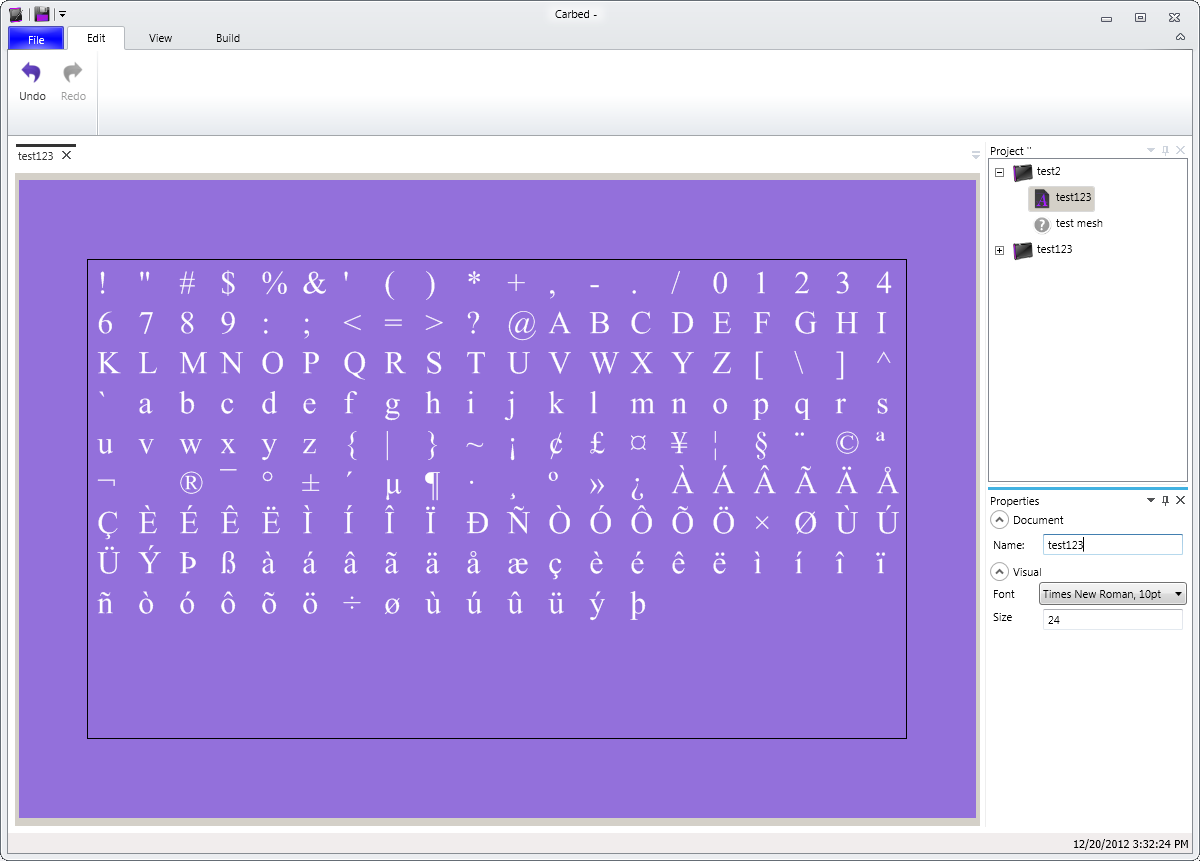 Carbed -
File Edit View Build
Undo Redo
test123
! " # $ % & ' ( ) * + , - . / 0 1 2 3 4
6 7 8 9 : ; < = > ? @ A B C D E F G H I
K L M N O P Q R S T U V W X Y Z [ \ ] ^
` a b c d e f g h i j k l m n o p q r s
u v w x y z { | } ~ ¡ ¢ £ ¤ ¥ ¦ § ¨ © ª
¬ ® ¯ ° ± ´ µ ¶ · ¸ º » ¿ À Á Â Ã Ä Å
Ç È É Ê Ë Ì Í Î Ï Ð Ñ Ò Ó Ô Õ Ö × Ø Ù Ú
Ü Ý Þ ß à á â ã ä å æ ç è é ê ë ì í î ï
ñ ò ó ô õ ö ÷ ø ù ú û ü ý þ
Project "
test2
A test123
? test mesh
test123
Properties
Document
Name: test123
Visual
Font Times New Roman, 10pt
Size 24
12/20/2012 3:32:24 PM